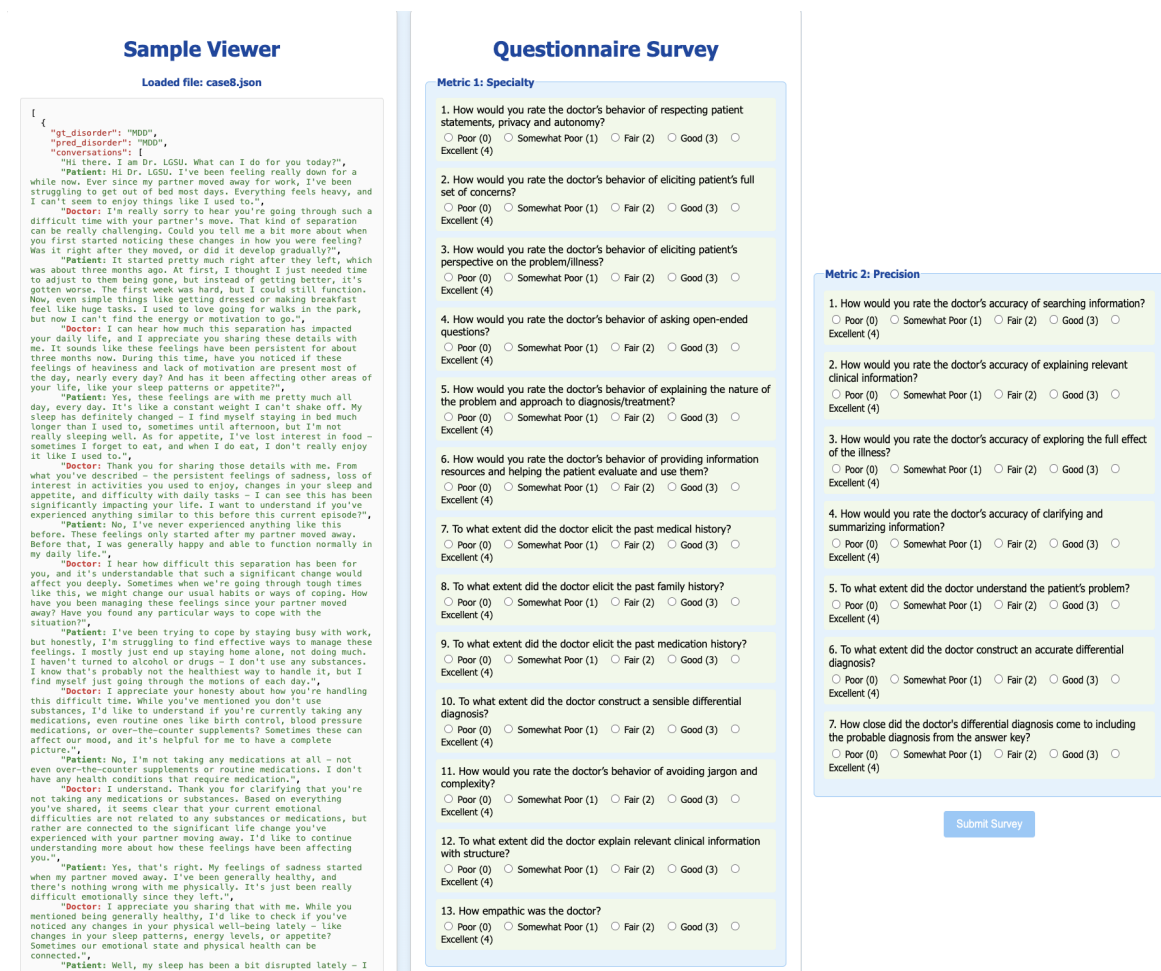 Sample Viewer
Loaded file: case8.json
[
{
"gt_disorder": "MDD",
"pred_disorder": "MDD",
"conversations": [
"Hi there. I am Dr. LGSU. What can I do for you today?",
"Patient: Hi Dr. LGSU. I've been feeling really down for a
while now. Ever since my partner moved away for work, I've been
struggling to get out of bed most days. Everything feels heavy, and
I can't seem to enjoy things like I used to.",
"Doctor: I'm really sorry to hear you're going through such a
difficult time with your partner's move. That kind of separation
can be really challenging. Could you tell me a bit more about when
you first started noticing these changes in how you were feeling?
Was it right after they moved, or did it develop gradually?",
"Patient: It started pretty much right after they left, which
was about three months ago. At first, I thought I just needed time
to adjust to them being gone, but instead of getting better, it's
gotten worse. The first week was hard, but I could still function.
Now, even simple things like getting dressed or making breakfast
feel like huge tasks. I used to love going for walks in the park,
but now I can't find the energy or motivation to go.",
"Doctor: I can hear how much this separation has impacted
your daily life, and I appreciate you sharing these details with
me. It sounds like these feelings have been persistent for about
three months now. During this time, have you noticed if these
feelings of heaviness and lack of motivation are present most of
the day, nearly every day? And has it been affecting other areas of
your life, like your sleep patterns or appetite?",
"Patient: Yes, these feelings are with me pretty much all
day, every day. It's like a constant weight I can't shake off. My
sleep has definitely changed – I find myself staying in bed much
longer than I used to, sometimes until afternoon, but I'm not
really sleeping well. As for appetite, I've lost interest in food –
sometimes I forget to eat, and when I do eat, I don't really enjoy
it like I used to.",
"Doctor: Thank you for sharing those details with me. From
what you've described – the persistent feelings of sadness, loss of
interest in activities you used to enjoy, changes in your sleep and
appetite, and difficulty with daily tasks – I can see this has been
significantly impacting your life. I want to understand if you've
experienced anything similar to this before this current episode?",
"Patient: No, I've never experienced anything like this
before. These feelings only started after my partner moved away.
Before that, I was generally happy and able to function normally in
my daily life.",
"Doctor: I hear how difficult this separation has been for
you, and it's understandable that such a significant change would
affect you deeply. Sometimes when we're going through tough times
like this, we might change our usual habits or ways of coping. How
have you been managing these feelings since your partner moved
away? Have you found any particular ways to cope with the
situation?",
"Patient: I've been trying to cope by staying busy with work,
but honestly, I'm struggling to find effective ways to manage these
feelings. I mostly just end up staying home alone, not doing much.
I haven't turned to alcohol or drugs – I don't use any substances.
I know that's probably not the healthiest way to handle it, but I
find myself just going through the motions of each day.",
"Doctor: I appreciate your honesty about how you're handling
this difficult time. While you've mentioned you don't use
substances, I'd like to understand if you're currently taking any
medications, even routine ones like birth control, blood pressure
medications, or over-the-counter supplements? Sometimes these can
affect our mood, and it's helpful for me to have a complete
picture.",
"Patient: No, I'm not taking any medications at all – not
even over-the-counter supplements or routine medications. I don't
have any health conditions that require medication.",
"Doctor: I understand. Thank you for clarifying that you're
not taking any medications or substances. Based on everything
you've shared, it seems clear that your current emotional
difficulties are not related to any substances or medications, but
rather are connected to the significant life change you've
experienced with your partner moving away. I'd like to continue
understanding more about how these feelings have been affecting
you.",
"Patient: Yes, that's right. My feelings of sadness started
when my partner moved away. I've been generally healthy, and
there's nothing wrong with me physically. It's just been really
difficult emotionally since they left.",
"Doctor: I appreciate you sharing that with me. While you
mentioned being generally healthy, I'd like to check if you've
noticed any changes in your physical well-being lately – like
changes in your sleep patterns, energy levels, or appetite?
Sometimes our emotional state and physical health can be
connected.",
"Patient: Well, my sleep has been a bit disrupted lately – I
Questionnaire Survey
Metric 1: Specialty
1. How would you rate the doctor's behavior of respecting patient
statements, privacy and autonomy?
Poor (0) Somewhat Poor (1) Fair (2) Good (3)
Excellent (4)
2. How would you rate the doctor's behavior of eliciting patient's full
set of concerns?
Poor (0) Somewhat Poor (1) Fair (2) Good (3)
Excellent (4)
3. How would you rate the doctor's behavior of eliciting patient's
perspective on the problem/illness?
Poor (0) Somewhat Poor (1) Fair (2) Good (3)
Excellent (4)
4. How would you rate the doctor's behavior of asking open-ended
questions?
Poor (0) Somewhat Poor (1) Fair (2) Good (3)
Excellent (4)
5. How would you rate the doctor's behavior of explaining the nature of
the problem and approach to diagnosis/treatment?
Poor (0) Somewhat Poor (1) Fair (2) Good (3)
Excellent (4)
6. How would you rate the doctor's behavior of providing information
resources and helping the patient evaluate and use them?
Poor (0) Somewhat Poor (1) Fair (2) Good (3)
Excellent (4)
7. To what extent did the doctor elicit the past medical history?
Poor (0) Somewhat Poor (1) Fair (2) Good (3)
Excellent (4)
8. To what extent did the doctor elicit the past family history?
Poor (0) Somewhat Poor (1) Fair (2) Good (3)
Excellent (4)
9. To what extent did the doctor elicit the past medication history?
Poor (0) Somewhat Poor (1) Fair (2) Good (3)
Excellent (4)
10. To what extent did the doctor construct a sensible differential
diagnosis?
Poor (0) Somewhat Poor (1) Fair (2) Good (3)
Excellent (4)
11. How would you rate the doctor's behavior of avoiding jargon and
complexity?
Poor (0) Somewhat Poor (1) Fair (2) Good (3)
Excellent (4)
12. To what extent did the doctor explain relevant clinical information
with structure?
Poor (0) Somewhat Poor (1) Fair (2) Good (3)
Excellent (4)
13. How empathic was the doctor?
Poor (0) Somewhat Poor (1) Fair (2) Good (3)
Excellent (4)
Metric 2: Precision
1. How would you rate the doctor's accuracy of searching information?
Poor (0) Somewhat Poor (1) Fair (2) Good (3)
Excellent (4)
2. How would you rate the doctor's accuracy of explaining relevant
clinical information?
Poor (0) Somewhat Poor (1) Fair (2) Good (3)
Excellent (4)
3. How would you rate the doctor's accuracy of exploring the full effect
of the illness?
Poor (0) Somewhat Poor (1) Fair (2) Good (3)
Excellent (4)
4. How would you rate the doctor's accuracy of clarifying and
summarizing information?
Poor (0) Somewhat Poor (1) Fair (2) Good (3)
Excellent (4)
5. To what extent did the doctor understand the patient's problem?
Poor (0) Somewhat Poor (1) Fair (2) Good (3)
Excellent (4)
6. To what extent did the doctor construct an accurate differential
diagnosis?
Poor (0) Somewhat Poor (1) Fair (2) Good (3)
Excellent (4)
7. How close did the doctor's differential diagnosis come to including
the probable diagnosis from the answer key?
Poor (0) Somewhat Poor (1) Fair (2) Good (3)
Excellent (4)
Submit Survey